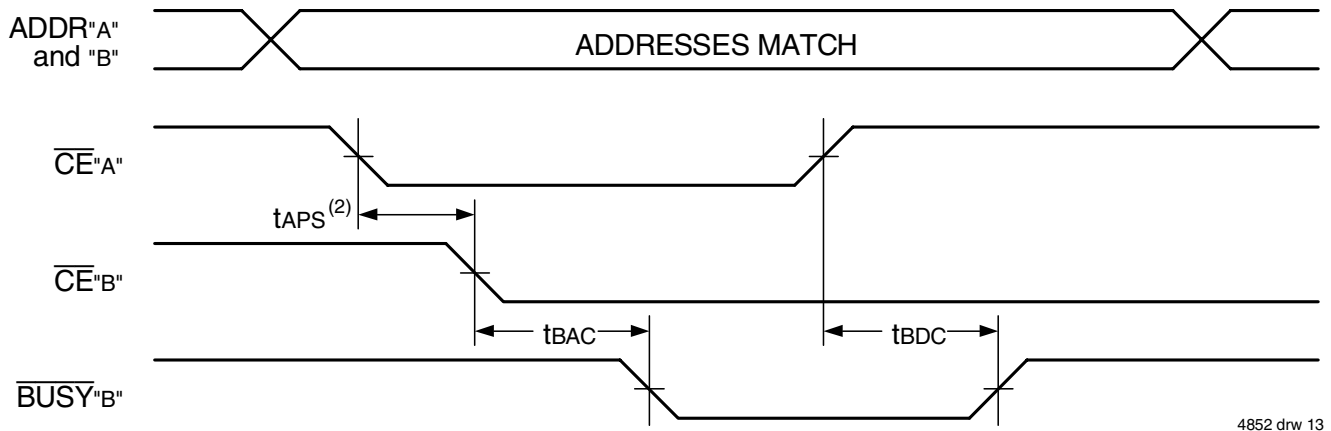 ADDR"A"
and "B"
ADDRESSES MATCH
CE"A"
tAPS(2)
CE"B"
tBAC
tBDC
BUSY"B"
4852 drw 13